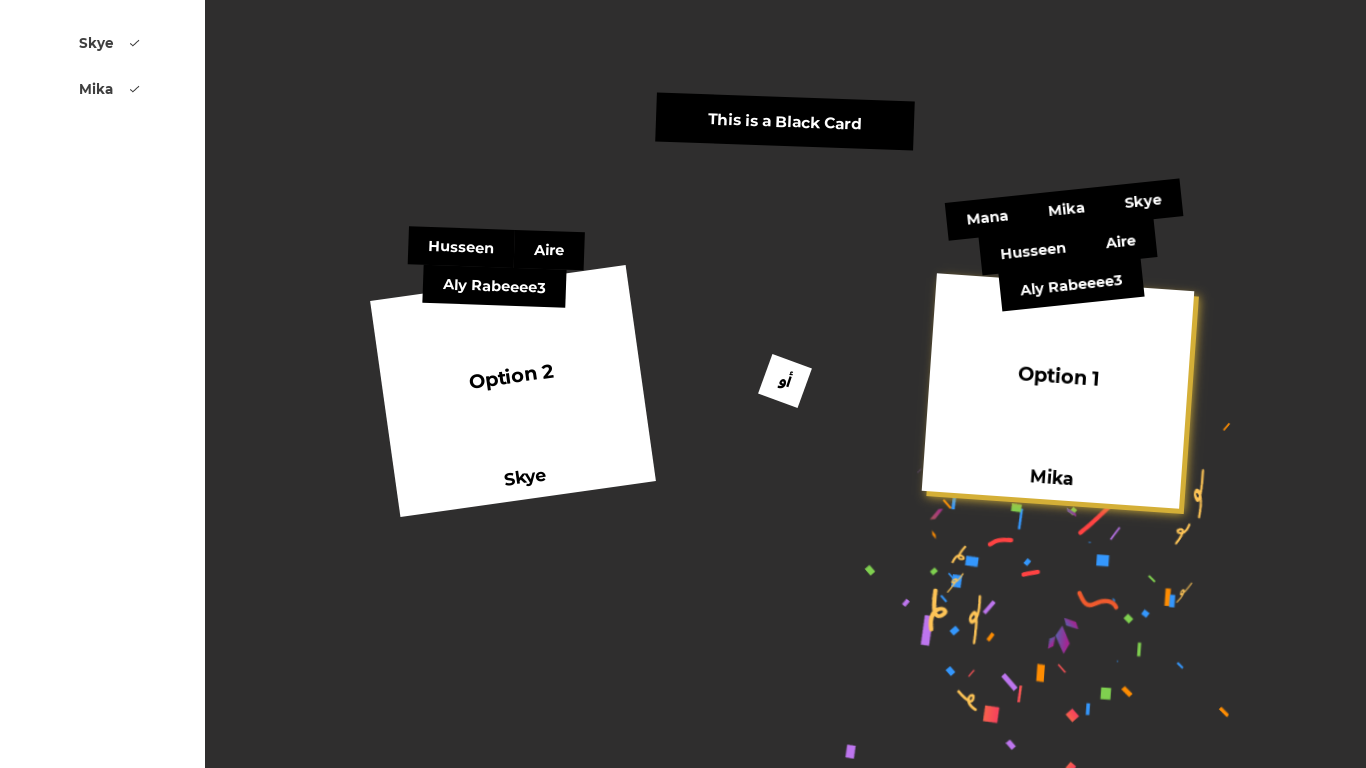 Skye
Mika
This is a Black Card
Husseen Aire
Aly Rabeeee3
Option 2
Skye
أو
Mana Mika Skye
Husseen Aire
Aly Rabeeee3
Option 1
Mika